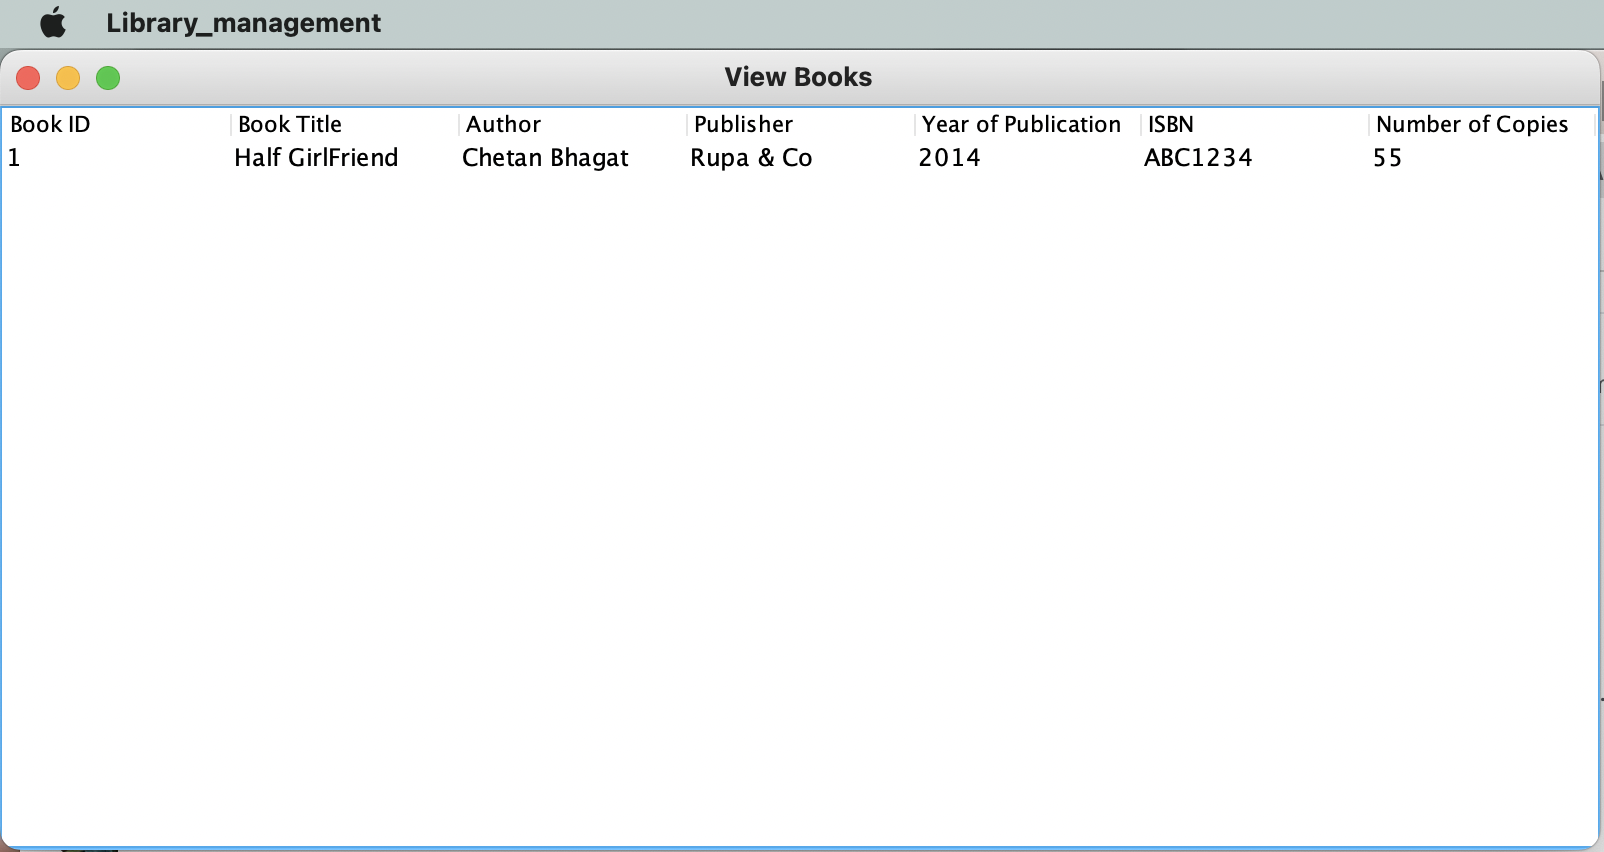 Library_management
View Books
Book ID Book Title Author Publisher Year of Publication ISBN Number of Copies
1 Half GirlFriend Chetan Bhagat Rupa & Co 2014 ABC1234 55